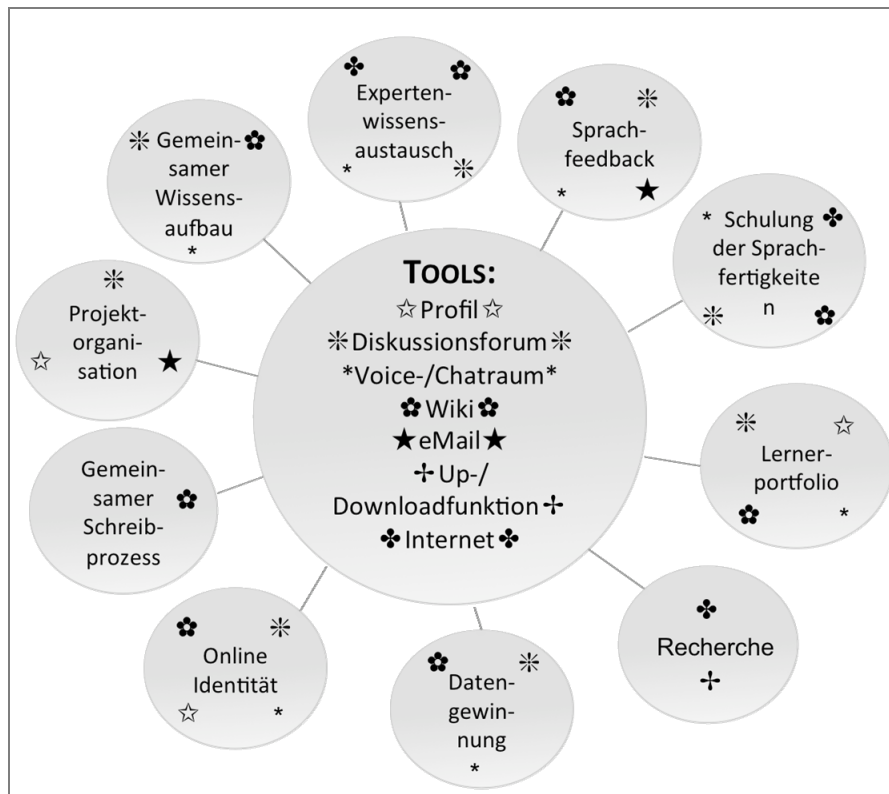 Experten-
wissens-
austausch
Sprach-
feedback
Gemein-
samer
Wissens-
aufbau
*
*
*
* Schulung
der Sprach-
fertigkeite
n
Projekt-
organi-
sation
TOOLS:
☆Profil☆
❊Diskussionsforum❊
*Voice-/Chatraum*
✿Wiki✿
★eMail★
✢Up-/
Downloadfunktion✢
✤Internet✤
Lerner-
portfolio
*
Gemein-
samer
Schreib-
prozess
Recherche
Online
Identität
*
Daten-
gewin-
nung
*